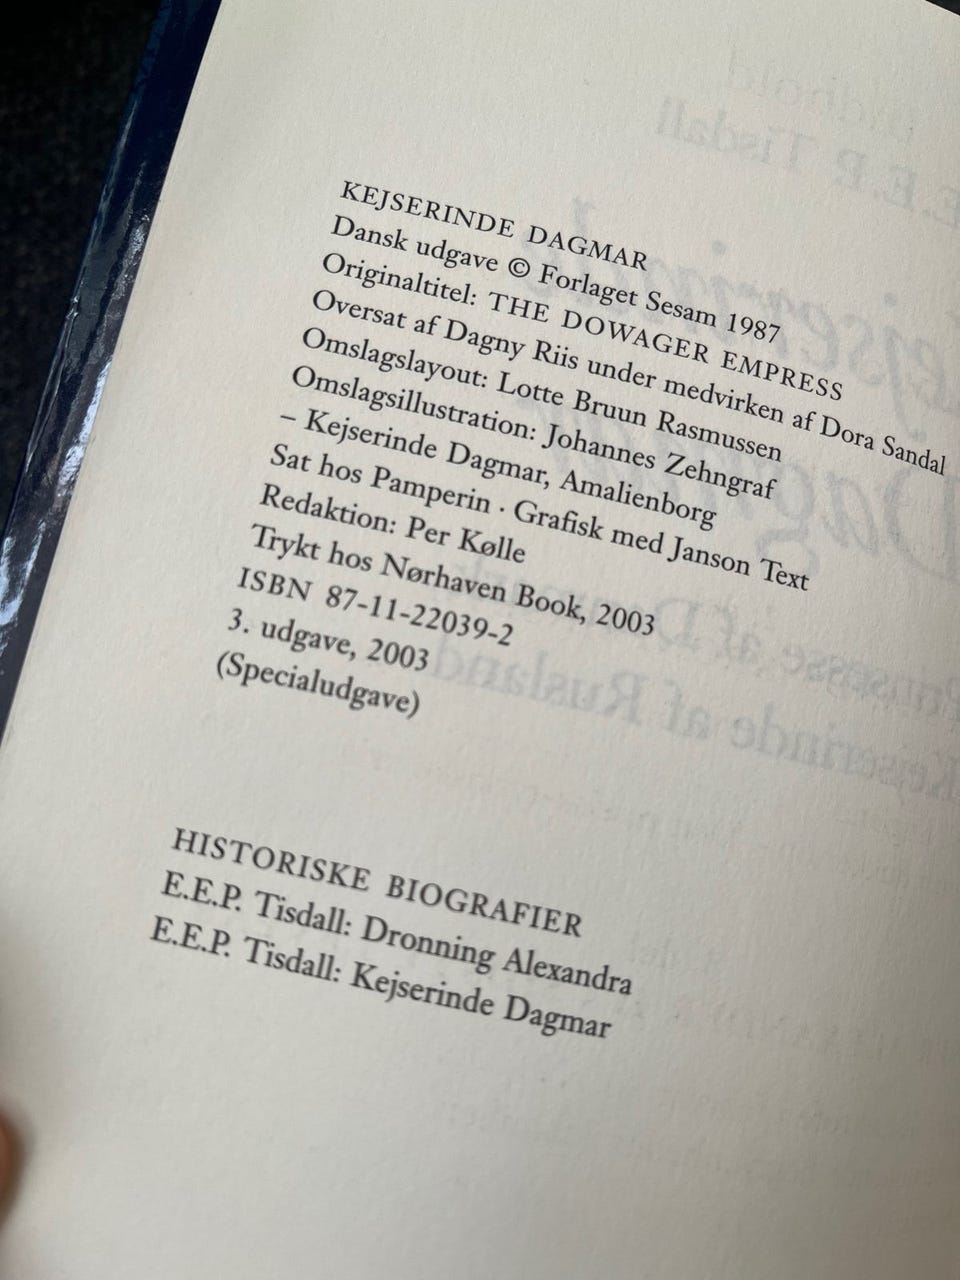 KEJSERINDE DAGMAR
Dansk udgave © Forlaget Sesam 1987
Originaltitel: THE DOWAGER EMPRESS
Oversat af Dagny Riis under medvirken af Dora Sandal
Omslagslayout: Lotte Bruun Rasmussen
Omslagsillustration: Johannes Zehngraf
– Kejserinde Dagmar, Amalienborg
Sat hos Pamperin · Grafisk med Janson Text
Redaktion: Per Kølle
Trykt hos Nørhaven Book, 2003
ISBN 87-11-22039-2
3. udgave, 2003
(Specialudgave)
HISTORISKE BIOGRAFIER
E.E.P. Tisdall: Dronning Alexandra
E.E.P. Tisdall: Kejserinde Dagmar